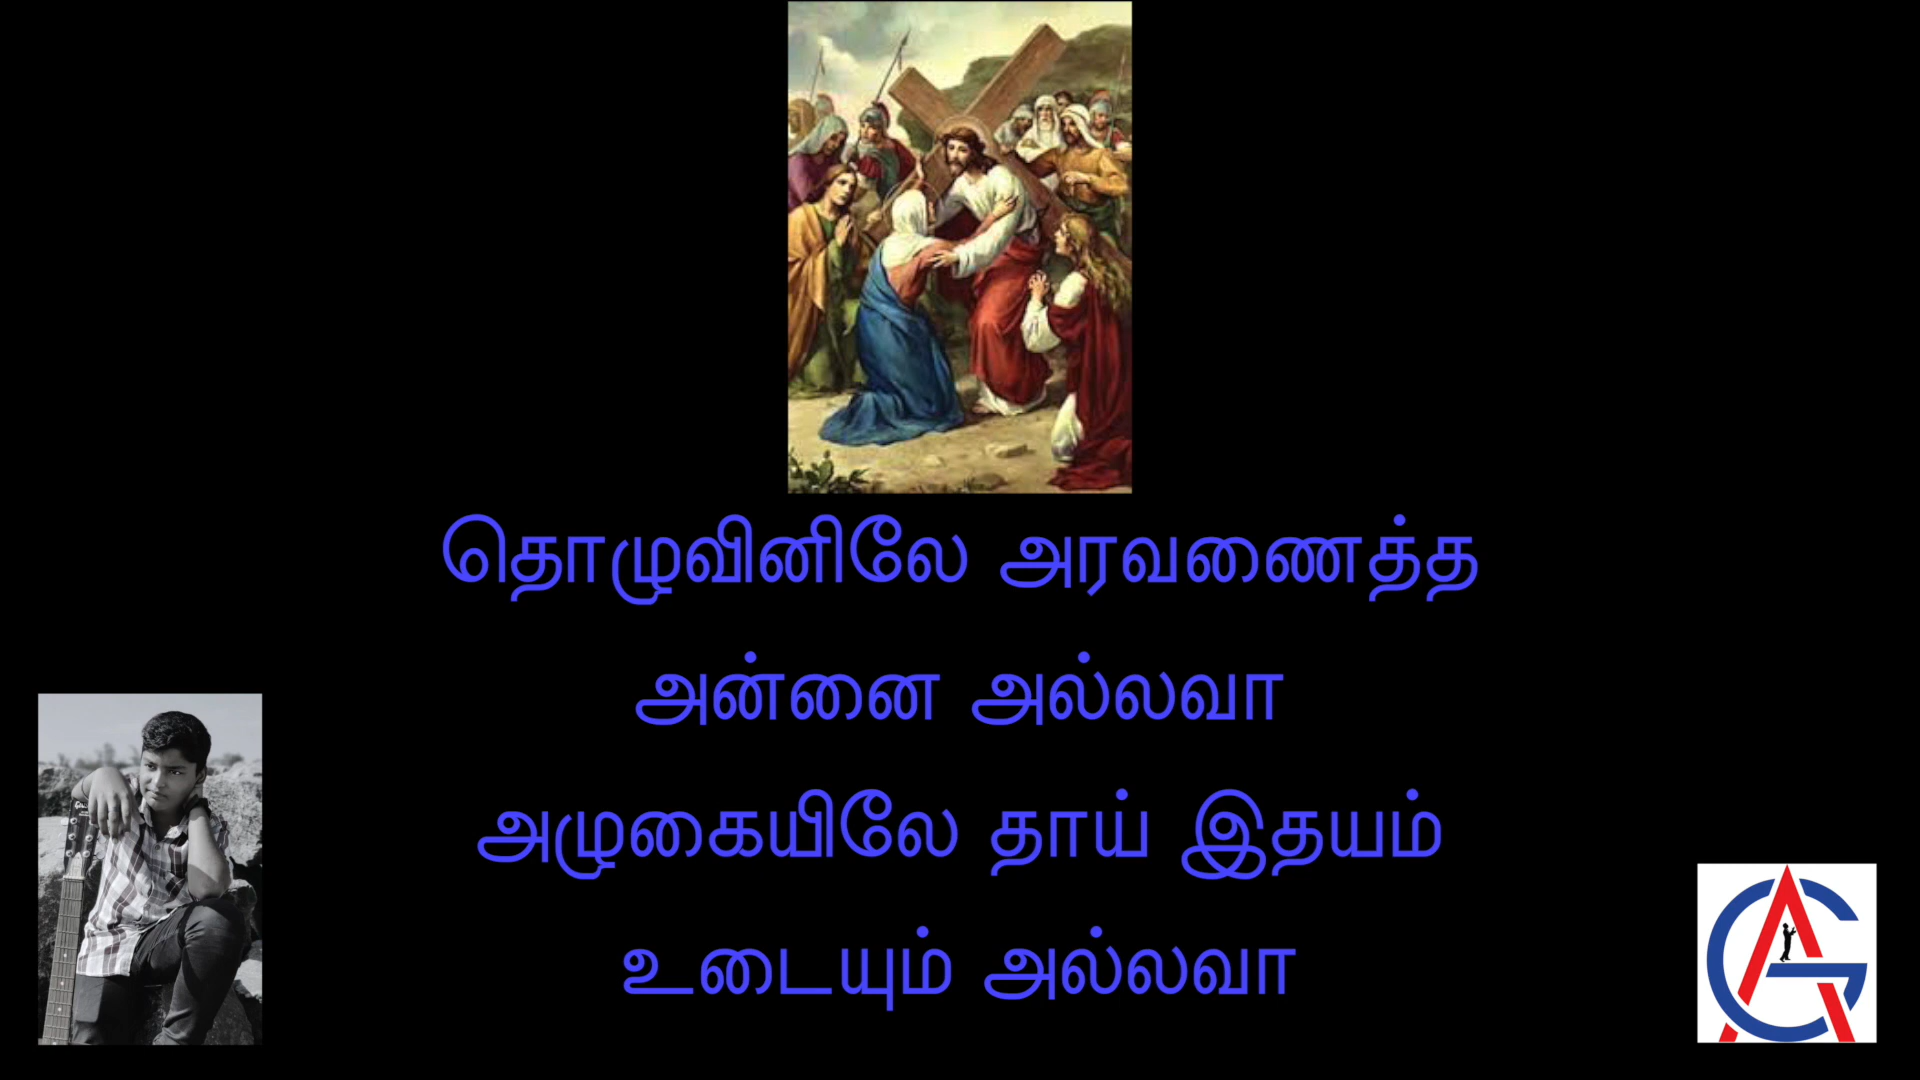 தொழுவினிலே அரவணைத்த
அன்னை அல்லவா
அழுகையிலே தாய் இதயம்
உடையும் அல்லவா